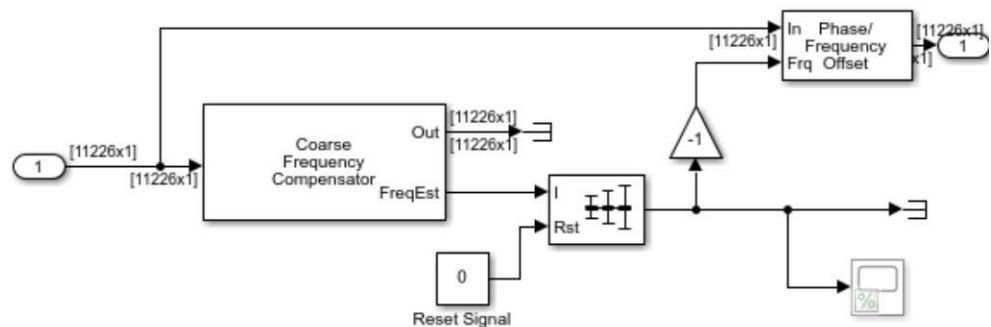 In Phase/
Frequency
Frq Offset
[11226x1]
[11226x1]
1
x1]
-1
Out
[11226x1]
[11226x1]
Coarse
Frequency
Compensator
FreqEst
1
[11226x1]
[11226x1]
I
Rst
0
Reset Signal
%